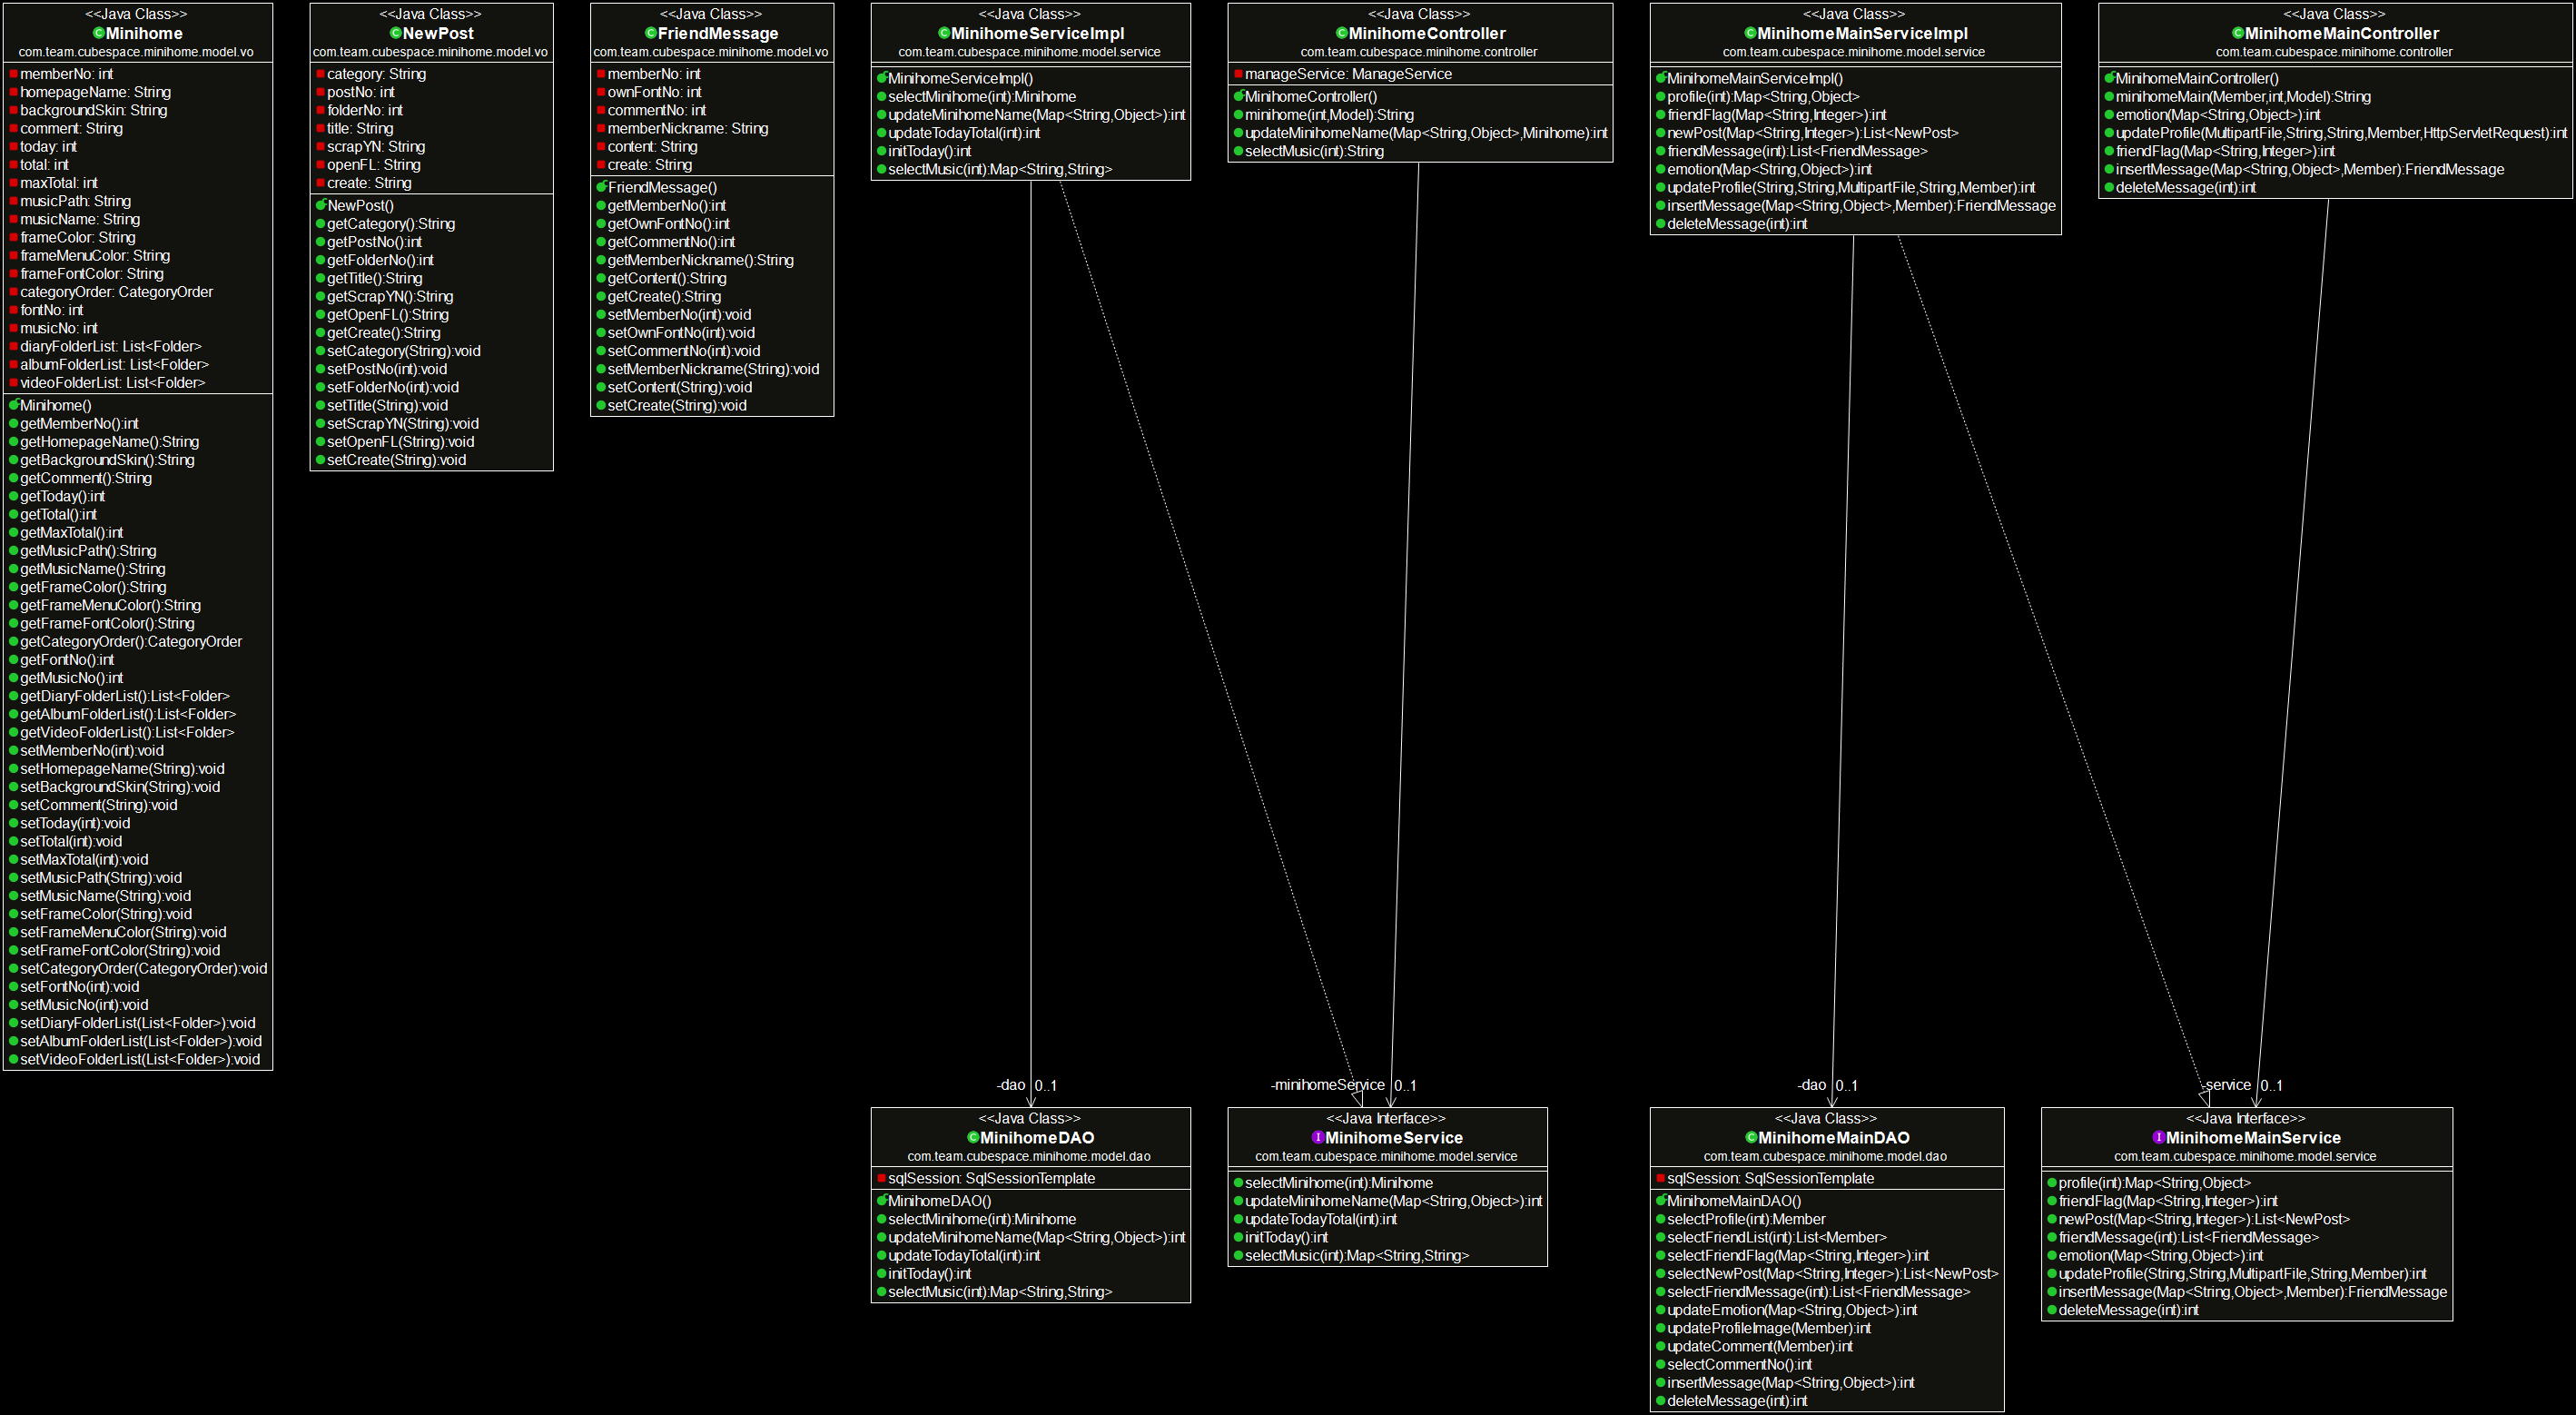 <<Java Class>>
Minihome
com.team.cubespace.minihome.model.vo
memberNo: int
homepageName: String
backgroundSkin: String
comment: String
today: int
total: int
maxTotal: int
musicPath: String
musicName: String
frameColor: String
frameMenuColor: String
frameFontColor: String
categoryOrder: CategoryOrder
fontNo: int
musicNo: int
diaryFolderList: List<Folder>
albumFolderList: List<Folder>
videoFolderList: List<Folder>
Minihome()
getMemberNo():int
getHomepageName():String
getBackgroundSkin():String
getComment():String
getToday():int
getTotal():int
getMaxTotal():int
getMusicPath():String
getMusicName():String
getFrameColor():String
getFrameMenuColor():String
getFrameFontColor():String
getCategoryOrder():CategoryOrder
getFontNo():int
getMusicNo():int
getDiaryFolderList():List<Folder>
getAlbumFolderList():List<Folder>
getVideoFolderList():List<Folder>
setMemberNo(int):void
setHomepageName(String):void
setBackgroundSkin(String):void
setComment(String):void
setToday(int):void
setTotal(int):void
setMaxTotal(int):void
setMusicPath(String):void
setMusicName(String):void
setFrameColor(String):void
setFrameMenuColor(String):void
setFrameFontColor(String):void
setCategoryOrder(CategoryOrder):void
setFontNo(int):void
setMusicNo(int):void
setDiaryFolderList(List<Folder>):void
setAlbumFolderList(List<Folder>):void
setVideoFolderList(List<Folder>):void
<<Java Class>>
NewPost
com.team.cubespace.minihome.model.vo
category: String
postNo: int
folderNo: int
title: String
scrapYN: String
openFL: String
create: String
NewPost()
getCategory():String
getPostNo():int
getFolderNo():int
getTitle():String
getScrapYN():String
getOpenFL():String
getCreate():String
setCategory(String):void
setPostNo(int):void
setFolderNo(int):void
setTitle(String):void
setScrapYN(String):void
setOpenFL(String):void
setCreate(String):void
<<Java Class>>
FriendMessage
com.team.cubespace.minihome.model.vo
memberNo: int
ownFontNo: int
commentNo: int
memberNickname: String
content: String
create: String
FriendMessage()
getMemberNo():int
getOwnFontNo():int
getCommentNo():int
getMemberNickname():String
getContent():String
getCreate():String
setMemberNo(int):void
setOwnFontNo(int):void
setCommentNo(int):void
setMemberNickname(String):void
setContent(String):void
setCreate(String):void
<<Java Class>>
MinihomeServiceImpl
com.team.cubespace.minihome.model.service
MinihomeServiceImpl()
selectMinihome(int):Minihome
updateMinihomeName(Map<String,Object>):int
updateTodayTotal(int):int
initToday():int
selectMusic(int):Map<String,String>
<<Java Class>>
MinihomeController
com.team.cubespace.minihome.controller
manageService: ManageService
MinihomeController()
minihome(int,Model):String
updateMinihomeName(Map<String,Object>,Minihome):int
selectMusic(int):String
<<Java Class>>
MinihomeMainServiceImpl
com.team.cubespace.minihome.model.service
MinihomeMainServiceImpl()
profile(int):Map<String,Object>
friendFlag(Map<String,Integer>):int
newPost(Map<String,Integer>):List<NewPost>
friendMessage(int):List<FriendMessage>
emotion(Map<String,Object>):int
updateProfile(String,String,MultipartFile,String,Member):int
insertMessage(Map<String,Object>,Member):FriendMessage
deleteMessage(int):int
<<Java Class>>
MinihomeMainController
com.team.cubespace.minihome.controller
MinihomeMainController()
minihomeMain(Member,int,Model):String
emotion(Map<String,Object>):int
updateProfile(MultipartFile,String,String,Member,HttpServletRequest):int
friendFlag(Map<String,Integer>):int
insertMessage(Map<String,Object>,Member):FriendMessage
deleteMessage(int):int
-dao 0..1
-minihomeService 0..1
-dao 0..1
-service 0..1
<<Java Class>>
MinihomeDAO
com.team.cubespace.minihome.model.dao
sqlSession: SqlSessionTemplate
MinihomeDAO()
selectMinihome(int):Minihome
updateMinihomeName(Map<String,Object>):int
updateTodayTotal(int):int
initToday():int
selectMusic(int):Map<String,String>
<<Java Interface>>
MinihomeService
com.team.cubespace.minihome.model.service
selectMinihome(int):Minihome
updateMinihomeName(Map<String,Object>):int
updateTodayTotal(int):int
initToday():int
selectMusic(int):Map<String,String>
<<Java Class>>
MinihomeMainDAO
com.team.cubespace.minihome.model.dao
sqlSession: SqlSessionTemplate
MinihomeMainDAO()
selectProfile(int):Member
selectFriendList(int):List<Member>
selectFriendFlag(Map<String,Integer>):int
selectNewPost(Map<String,Integer>):List<NewPost>
selectFriendMessage(int):List<FriendMessage>
updateEmotion(Map<String,Object>):int
updateProfileImage(Member):int
updateComment(Member):int
selectCommentNo():int
insertMessage(Map<String,Object>):int
deleteMessage(int):int
<<Java Interface>>
MinihomeMainService
com.team.cubespace.minihome.model.service
profile(int):Map<String,Object>
friendFlag(Map<String,Integer>):int
newPost(Map<String,Integer>):List<NewPost>
friendMessage(int):List<FriendMessage>
emotion(Map<String,Object>):int
updateProfile(String,String,MultipartFile,String,Member):int
insertMessage(Map<String,Object>,Member):FriendMessage
deleteMessage(int):int